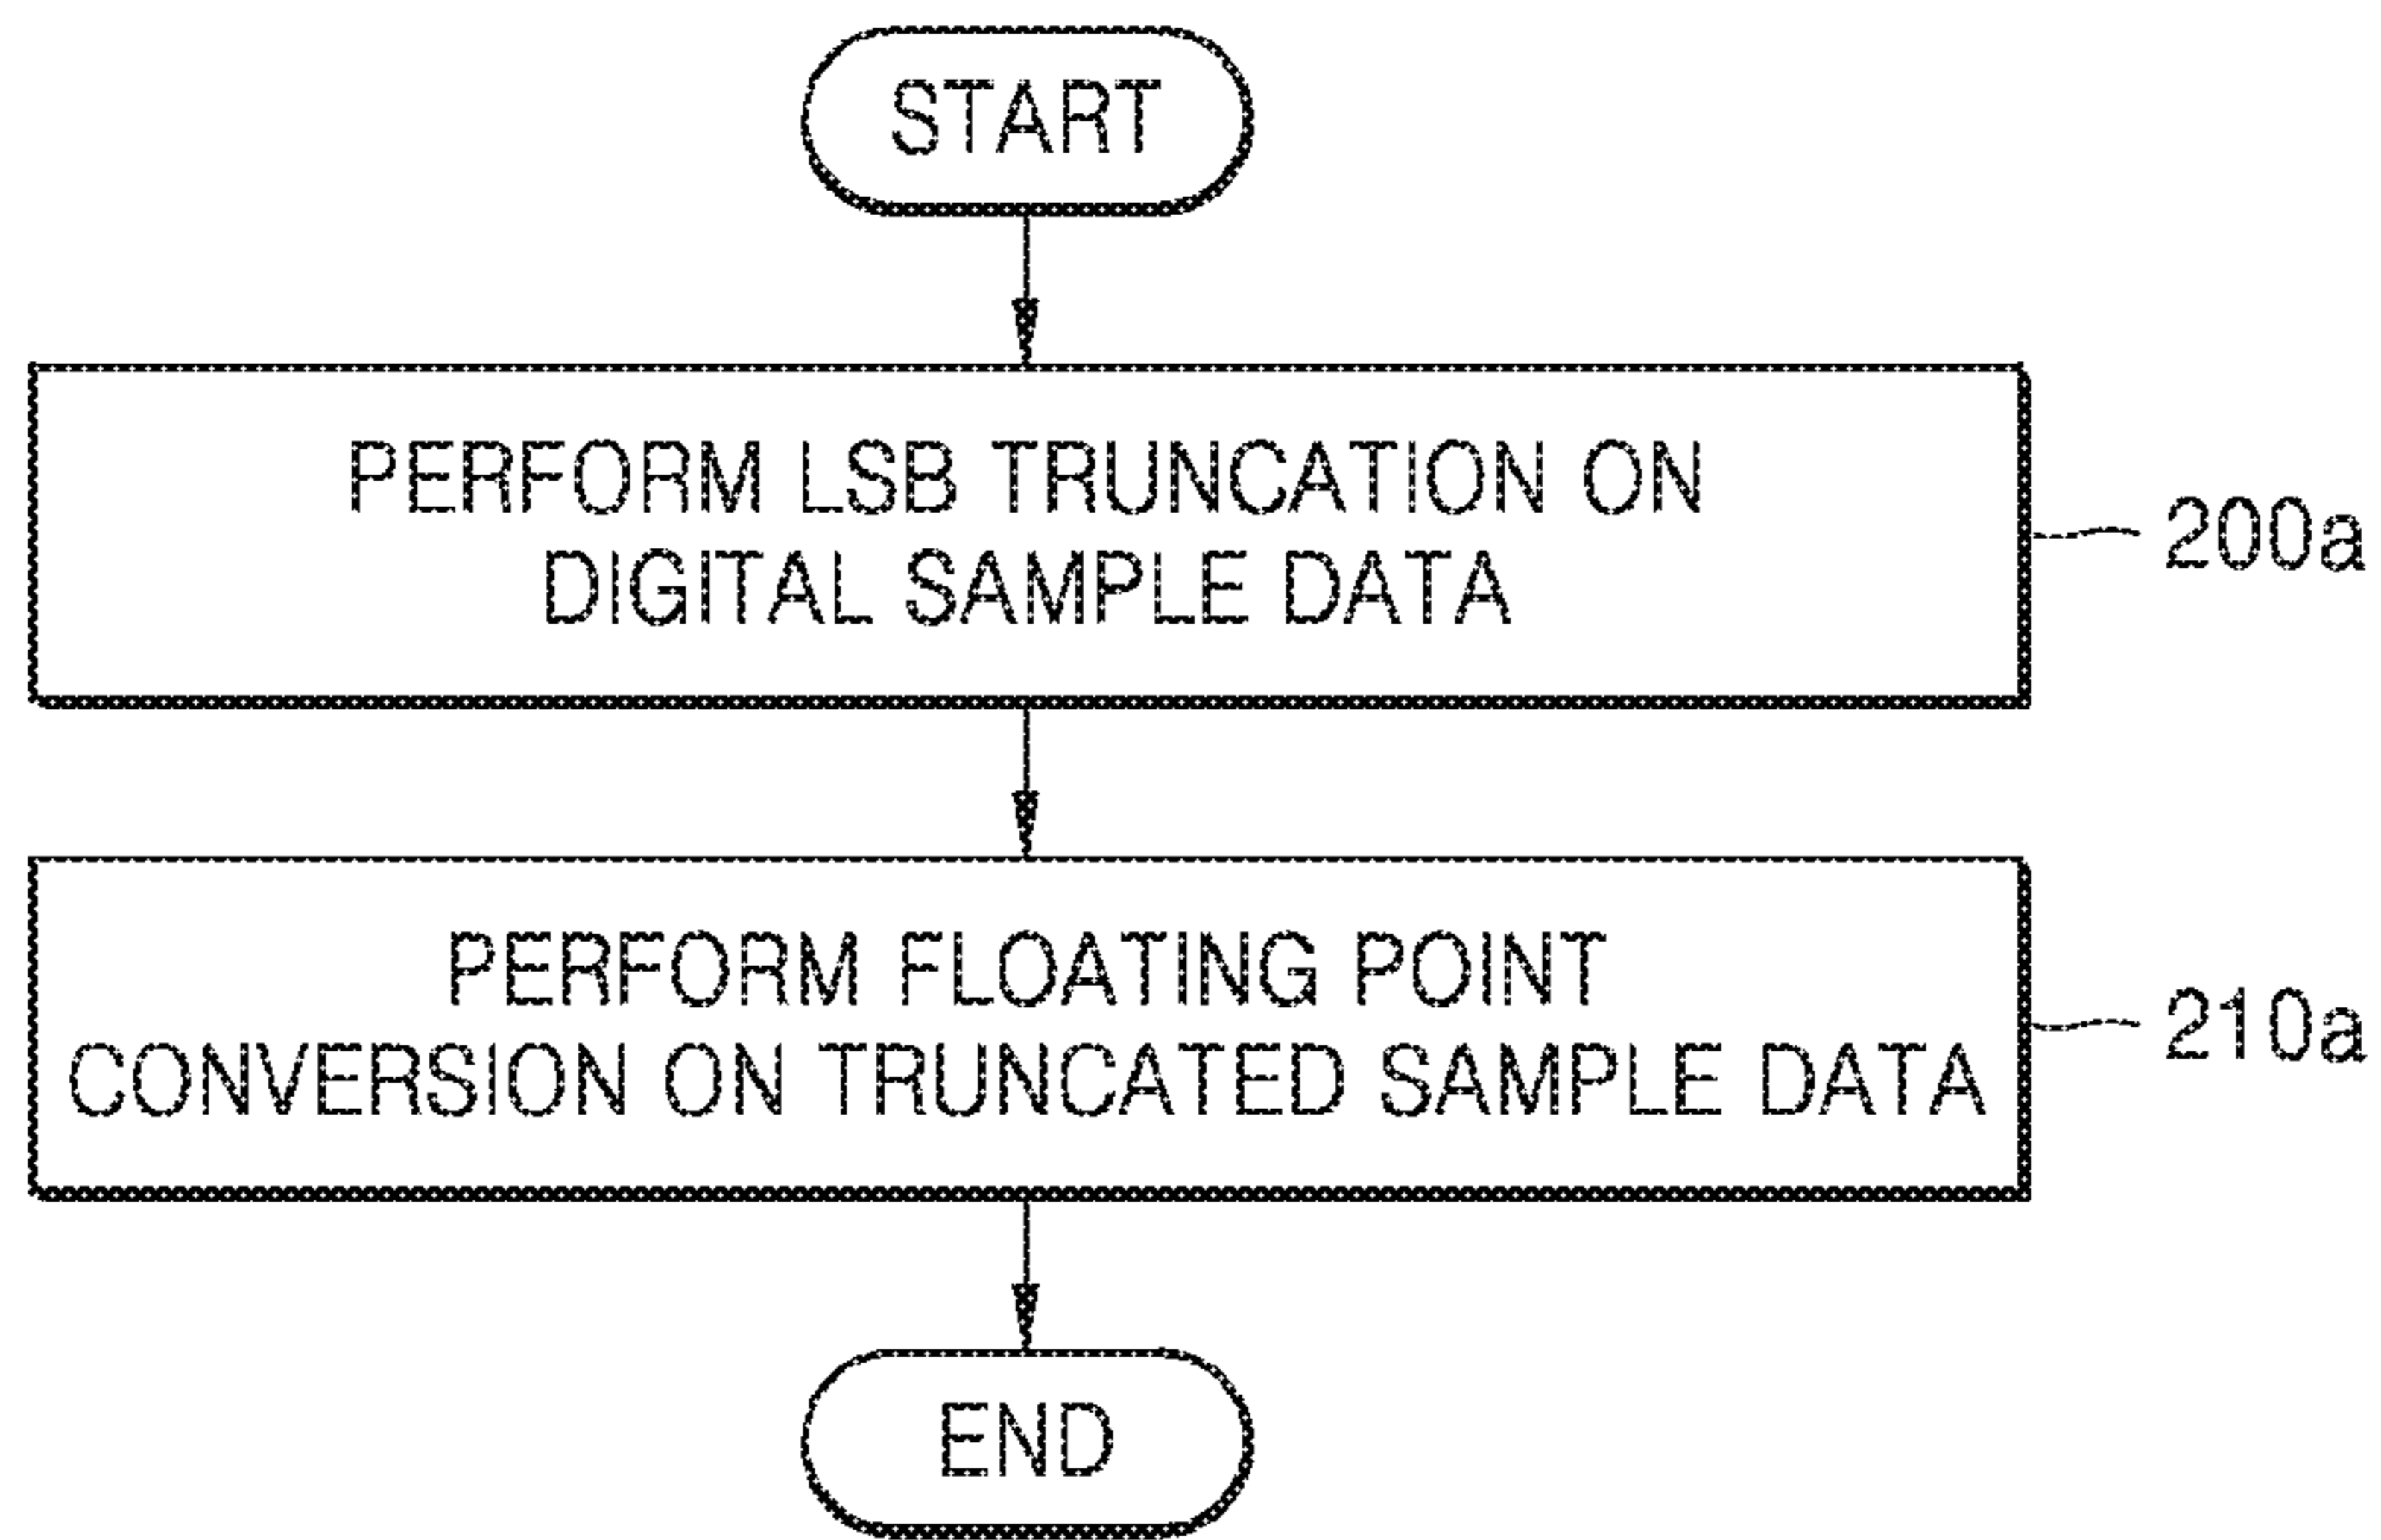 START
PERFORM LSB TRUNCATION ON
DIGITAL SAMPLE DATA
200a
PERFORM FLOATING POINT
CONVERSION ON TRUNCATED SAMPLE DATA
210a
END